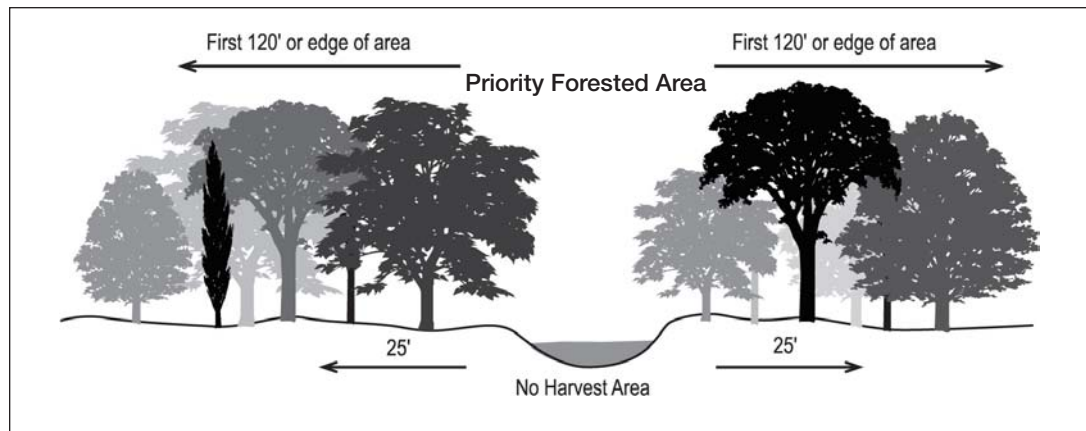 First 120' or edge of area
First 120' or edge of area
Priority Forested Area
25'
25'
No Harvest Area